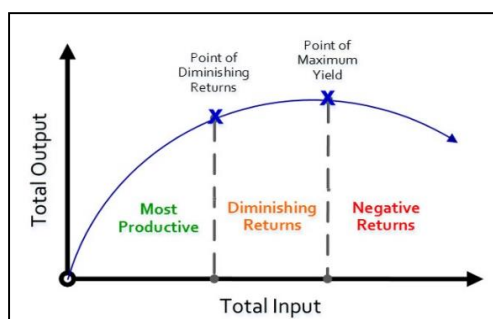 Point of
Diminishing
Returns
Point of
Maximum
Yield
Total Output
Most
Productive
Diminishing
Returns
Negative
Returns
Total Input